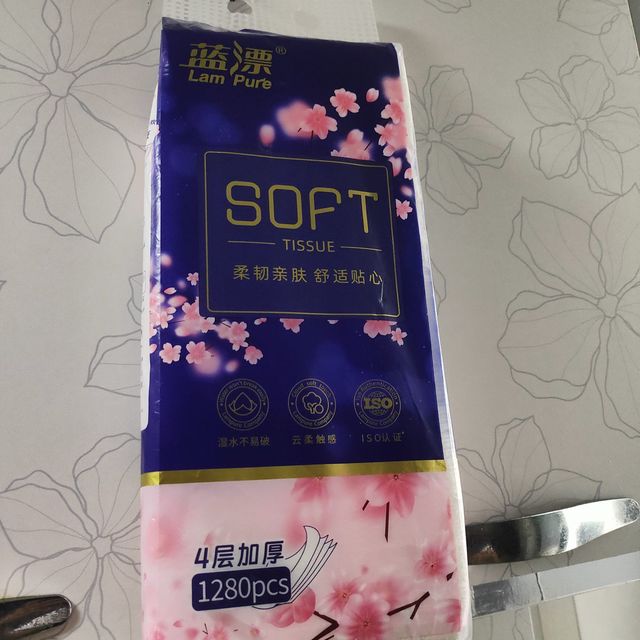 蓝漂®
Lam Pure
SOFT
TISSUE
柔韧亲肤 舒适贴心
ISO
湿水不易破
云柔触感
ISO认证
4层加厚
1280pcs